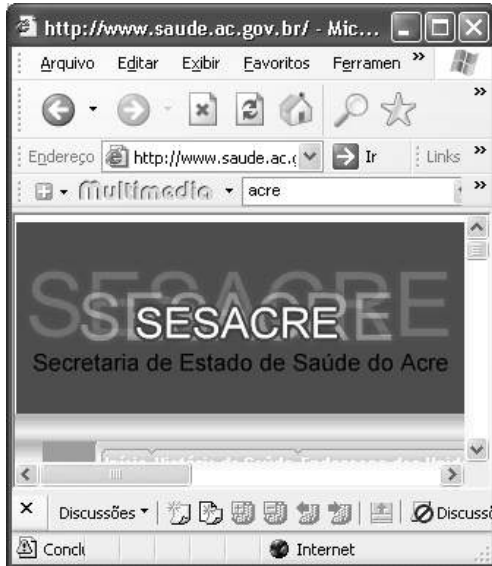 http://www.saude.ac.gov.br/ - Mic...
Arquivo Editar Exibir Favoritos Ferramen »
»
Endereço http://www.saude.ac.g Ir Links »
Multimedia acre »
SESACRE
Secretaria de Estado de Saúde do Acre
× Discussões Discussõ
Conclu Internet